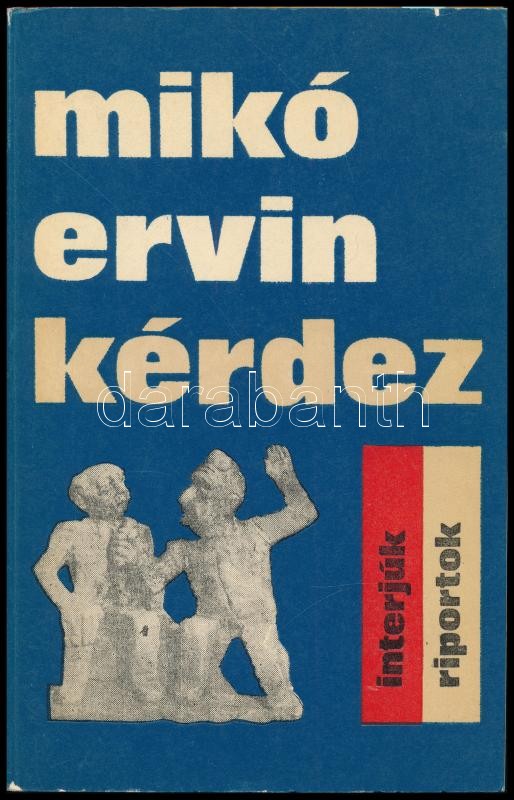 mikó
ervin
kérdez
darabanth
interjúk
riportok